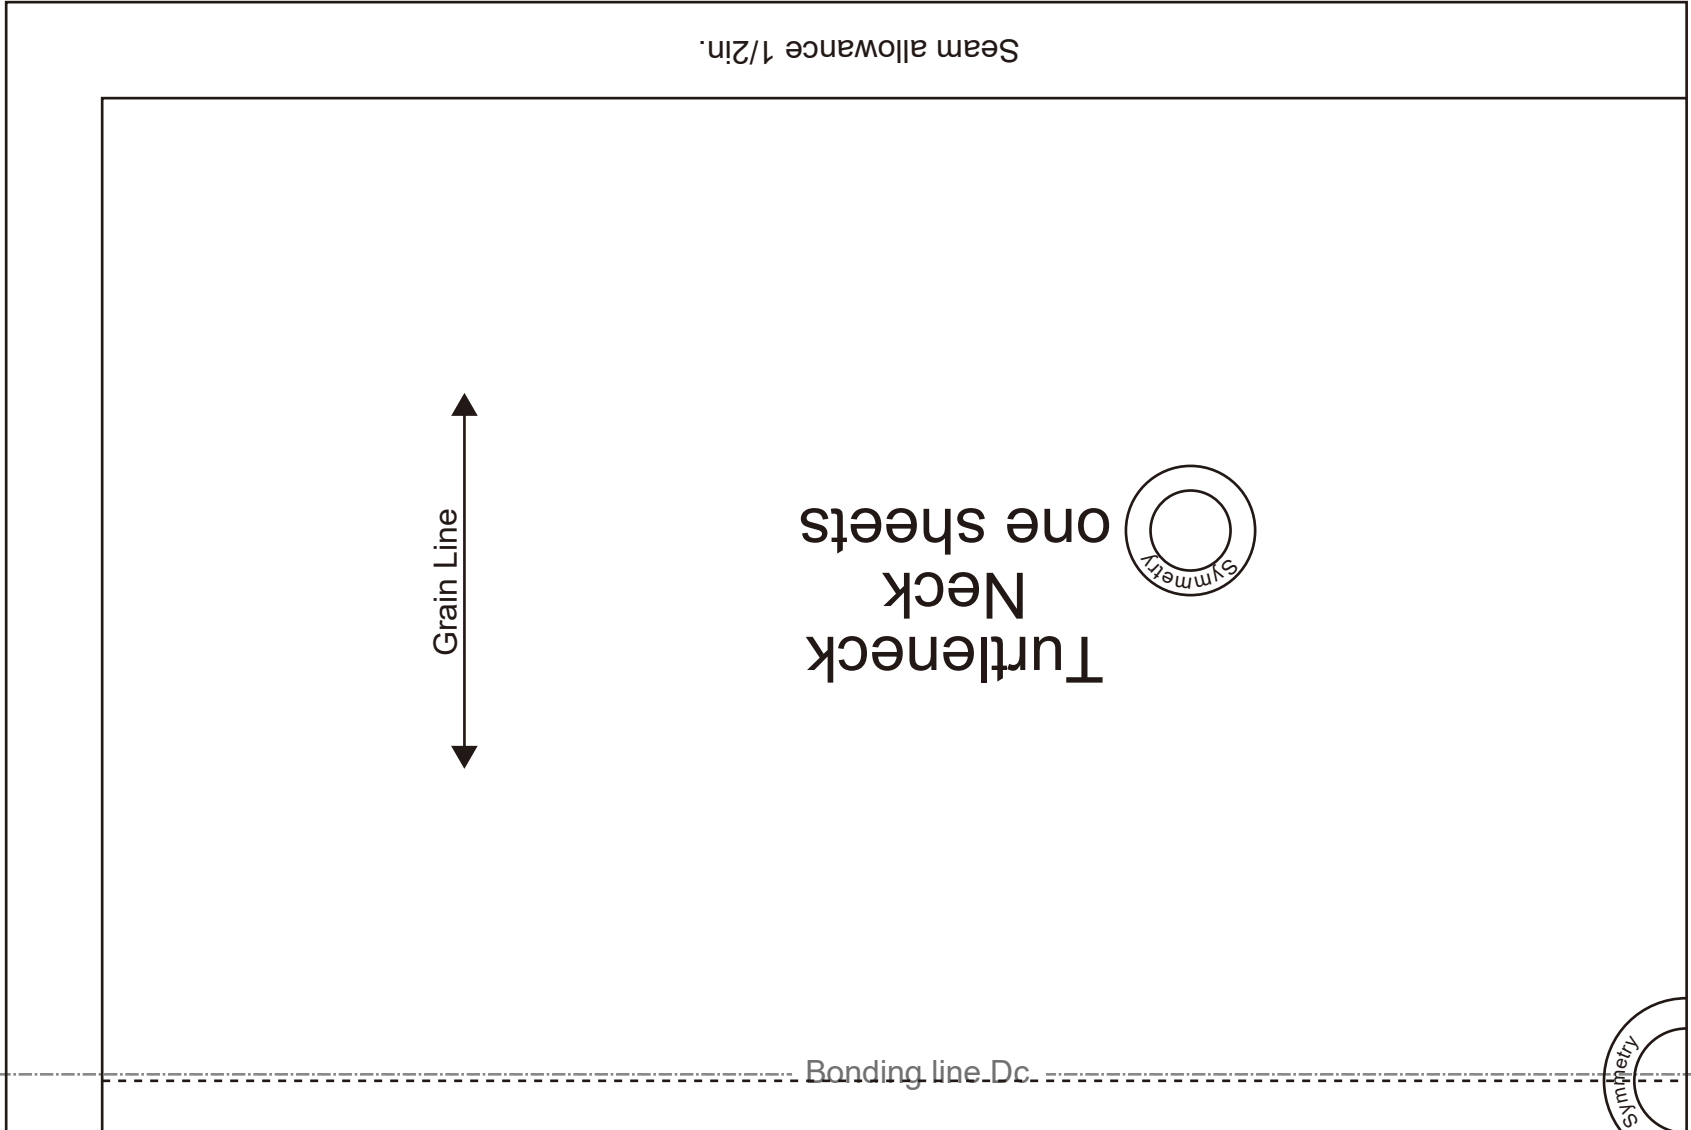 Seam allowance 1/2in.
Grain Line
Turtleneck
Neck
one sheets
Symmetry
Bonding line Dc
Symmetry